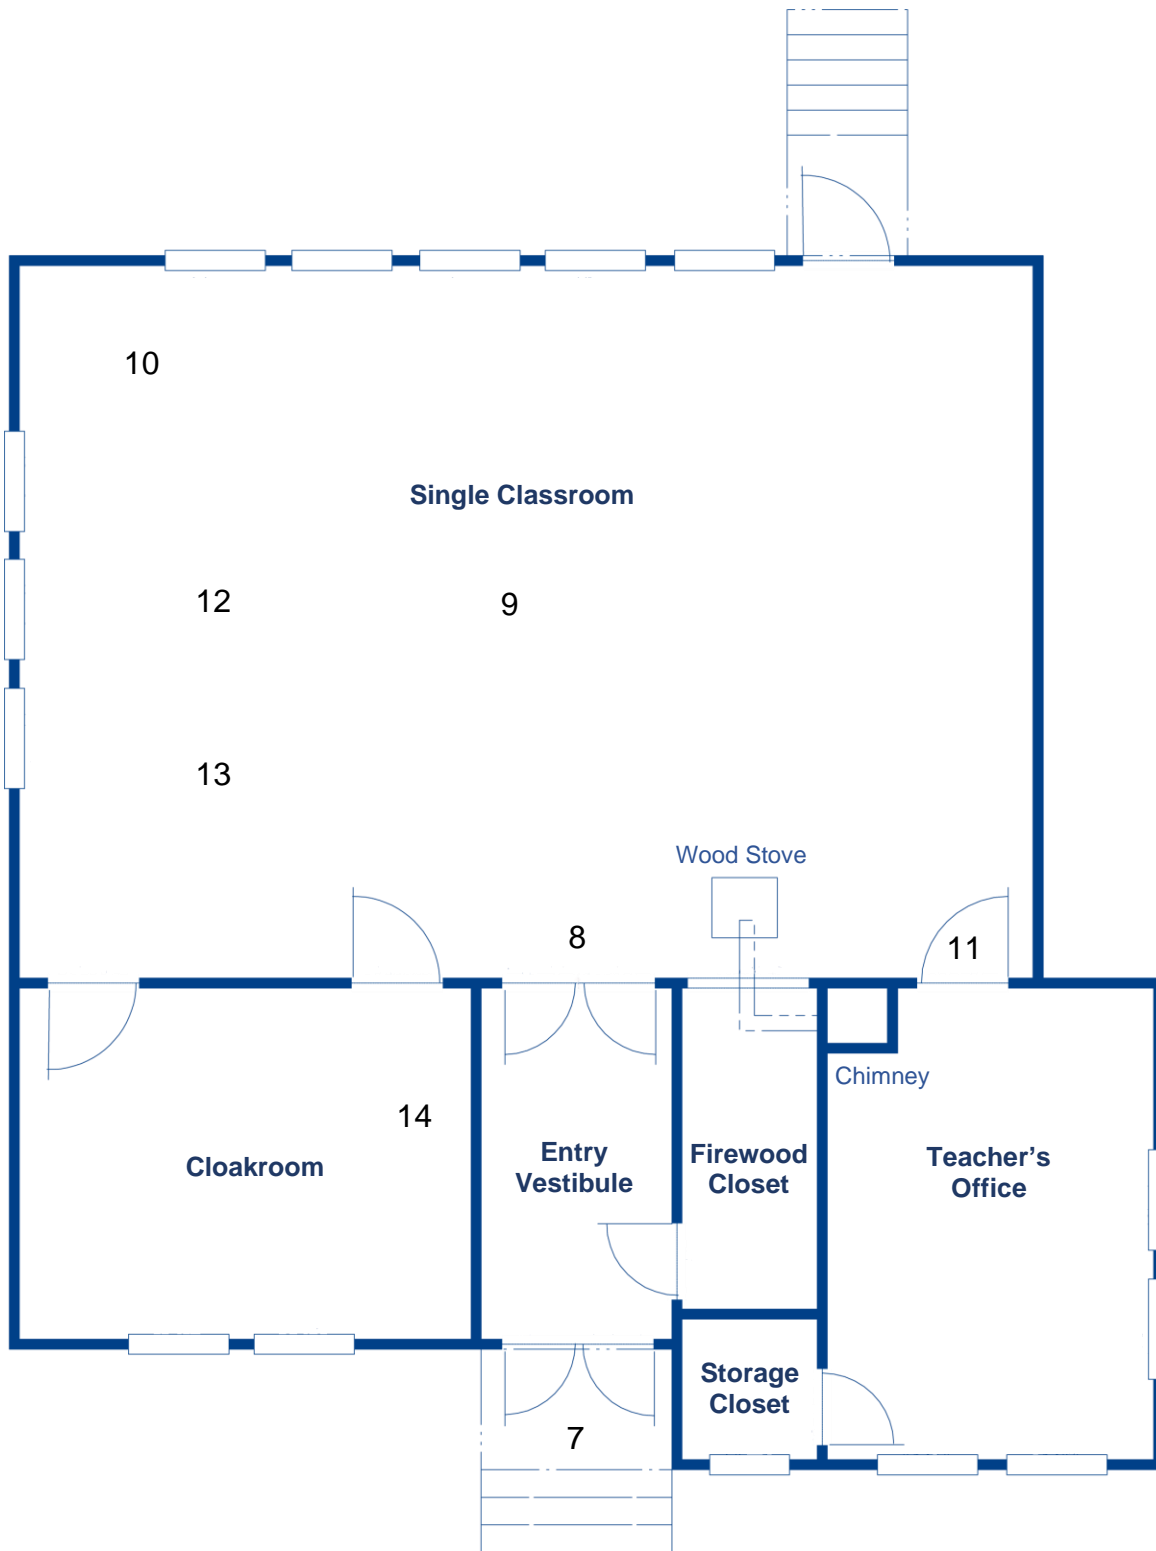 10
Single Classroom
12
9
13
Wood Stove
8
11
Chimney
14
Cloakroom
Entry
Vestibule
Firewood
Closet
Teacher’s
Office
Storage
Closet
7